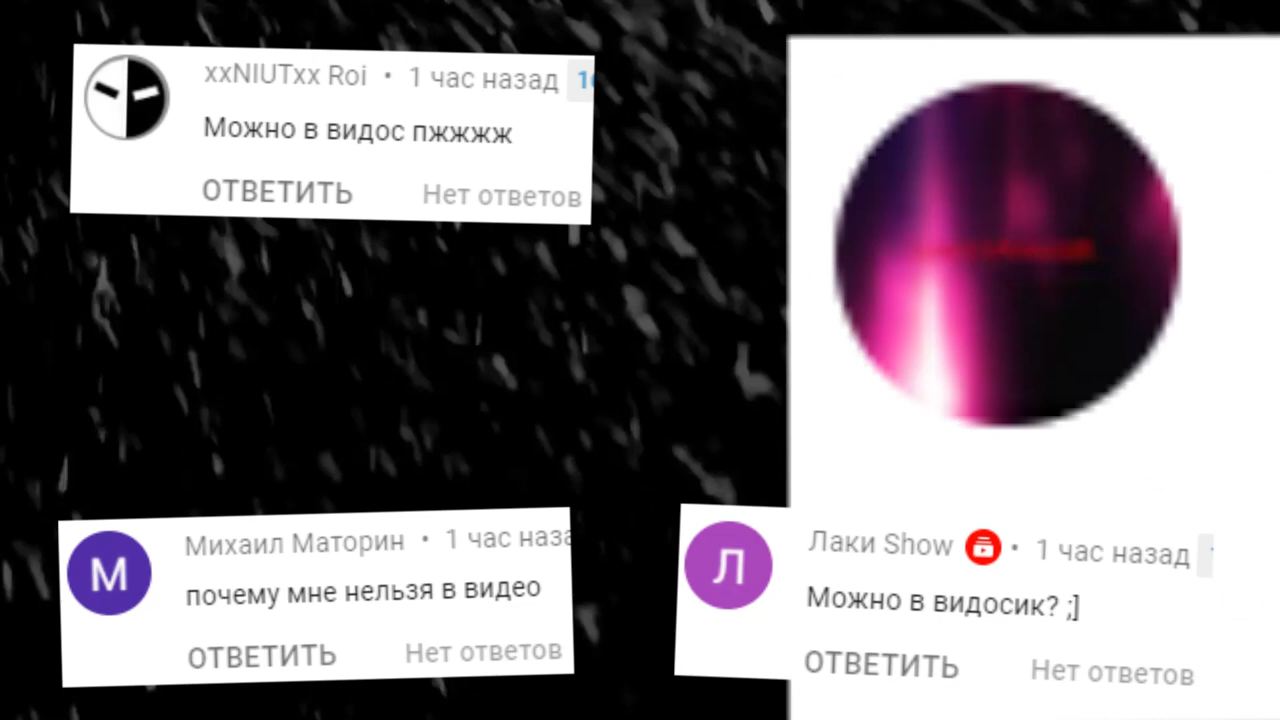 xxNIUTxx Roi • 1 час назад
Можно в видос пжжжж
ОТВЕТИТЬ Нет ответов
М
Михаил Маторин • 1 час наза
почему мне нельзя в видео
ОТВЕТИТЬ Нет ответов
Л
Лаки Show • 1 час назад
Можно в видосик? ;]
ОТВЕТИТЬ Нет ответов